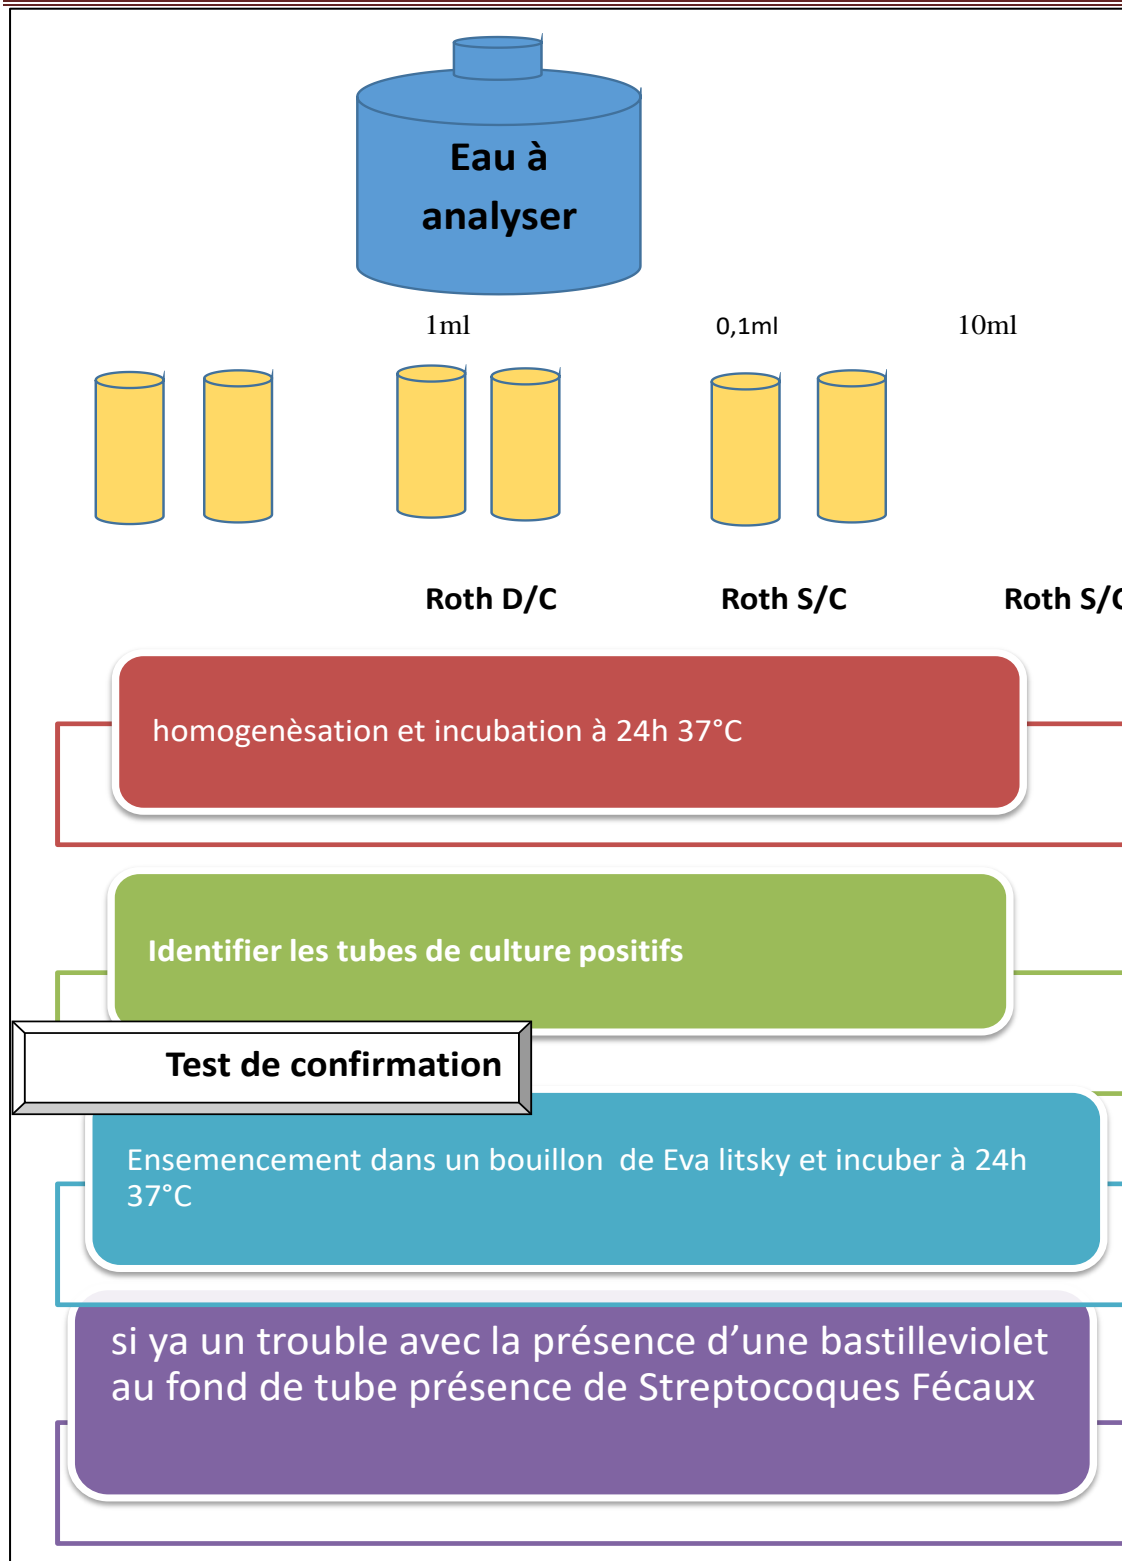 Eau à
analyser
1ml 0,1ml 10ml
Roth D/C Roth S/C Roth S/C
homogenèsation et incubation à 24h 37°C
Identifier les tubes de culture positifs
Test de confirmation
Ensemencement dans un bouillon de Eva litsky et incuber à 24h
37°C
si ya un trouble avec la présence d’une bastilleviolet
au fond de tube présence de Streptocoques Fécaux